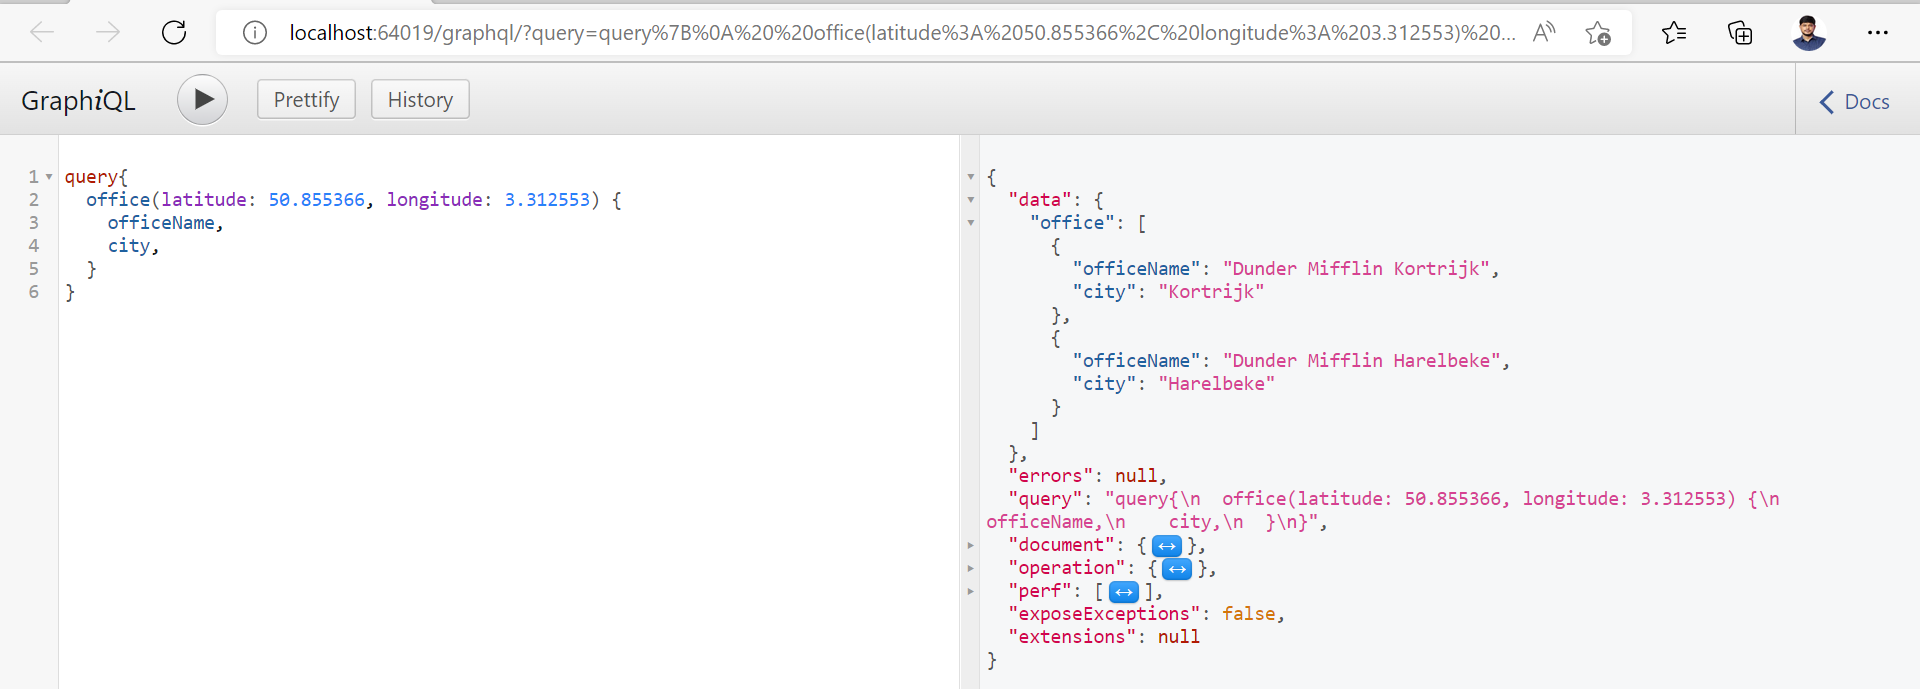 localhost:64019/graphql/?query=query%7B%0A%20%20office(latitude%3A%2050.855366%2C%20longitude%3A%203.312553)%20...
GraphiQL
Prettify
History
Docs
1 query{
2   office(latitude: 50.855366, longitude: 3.312553) {
3     officeName,
4     city,
5   }
6 }
{
  "data": {
    "office": [
      {
        "officeName": "Dunder Mifflin Kortrijk",
        "city": "Kortrijk"
      },
      {
        "officeName": "Dunder Mifflin Harelbeke",
        "city": "Harelbeke"
      }
    ]
  },
  "errors": null,
  "query": "query{\n  office(latitude: 50.855366, longitude: 3.312553) {\n
officeName,\n    city,\n  }\n}",
  "document": {↔},
  "operation": {↔},
  "perf": [↔],
  "exposeExceptions": false,
  "extensions": null
}